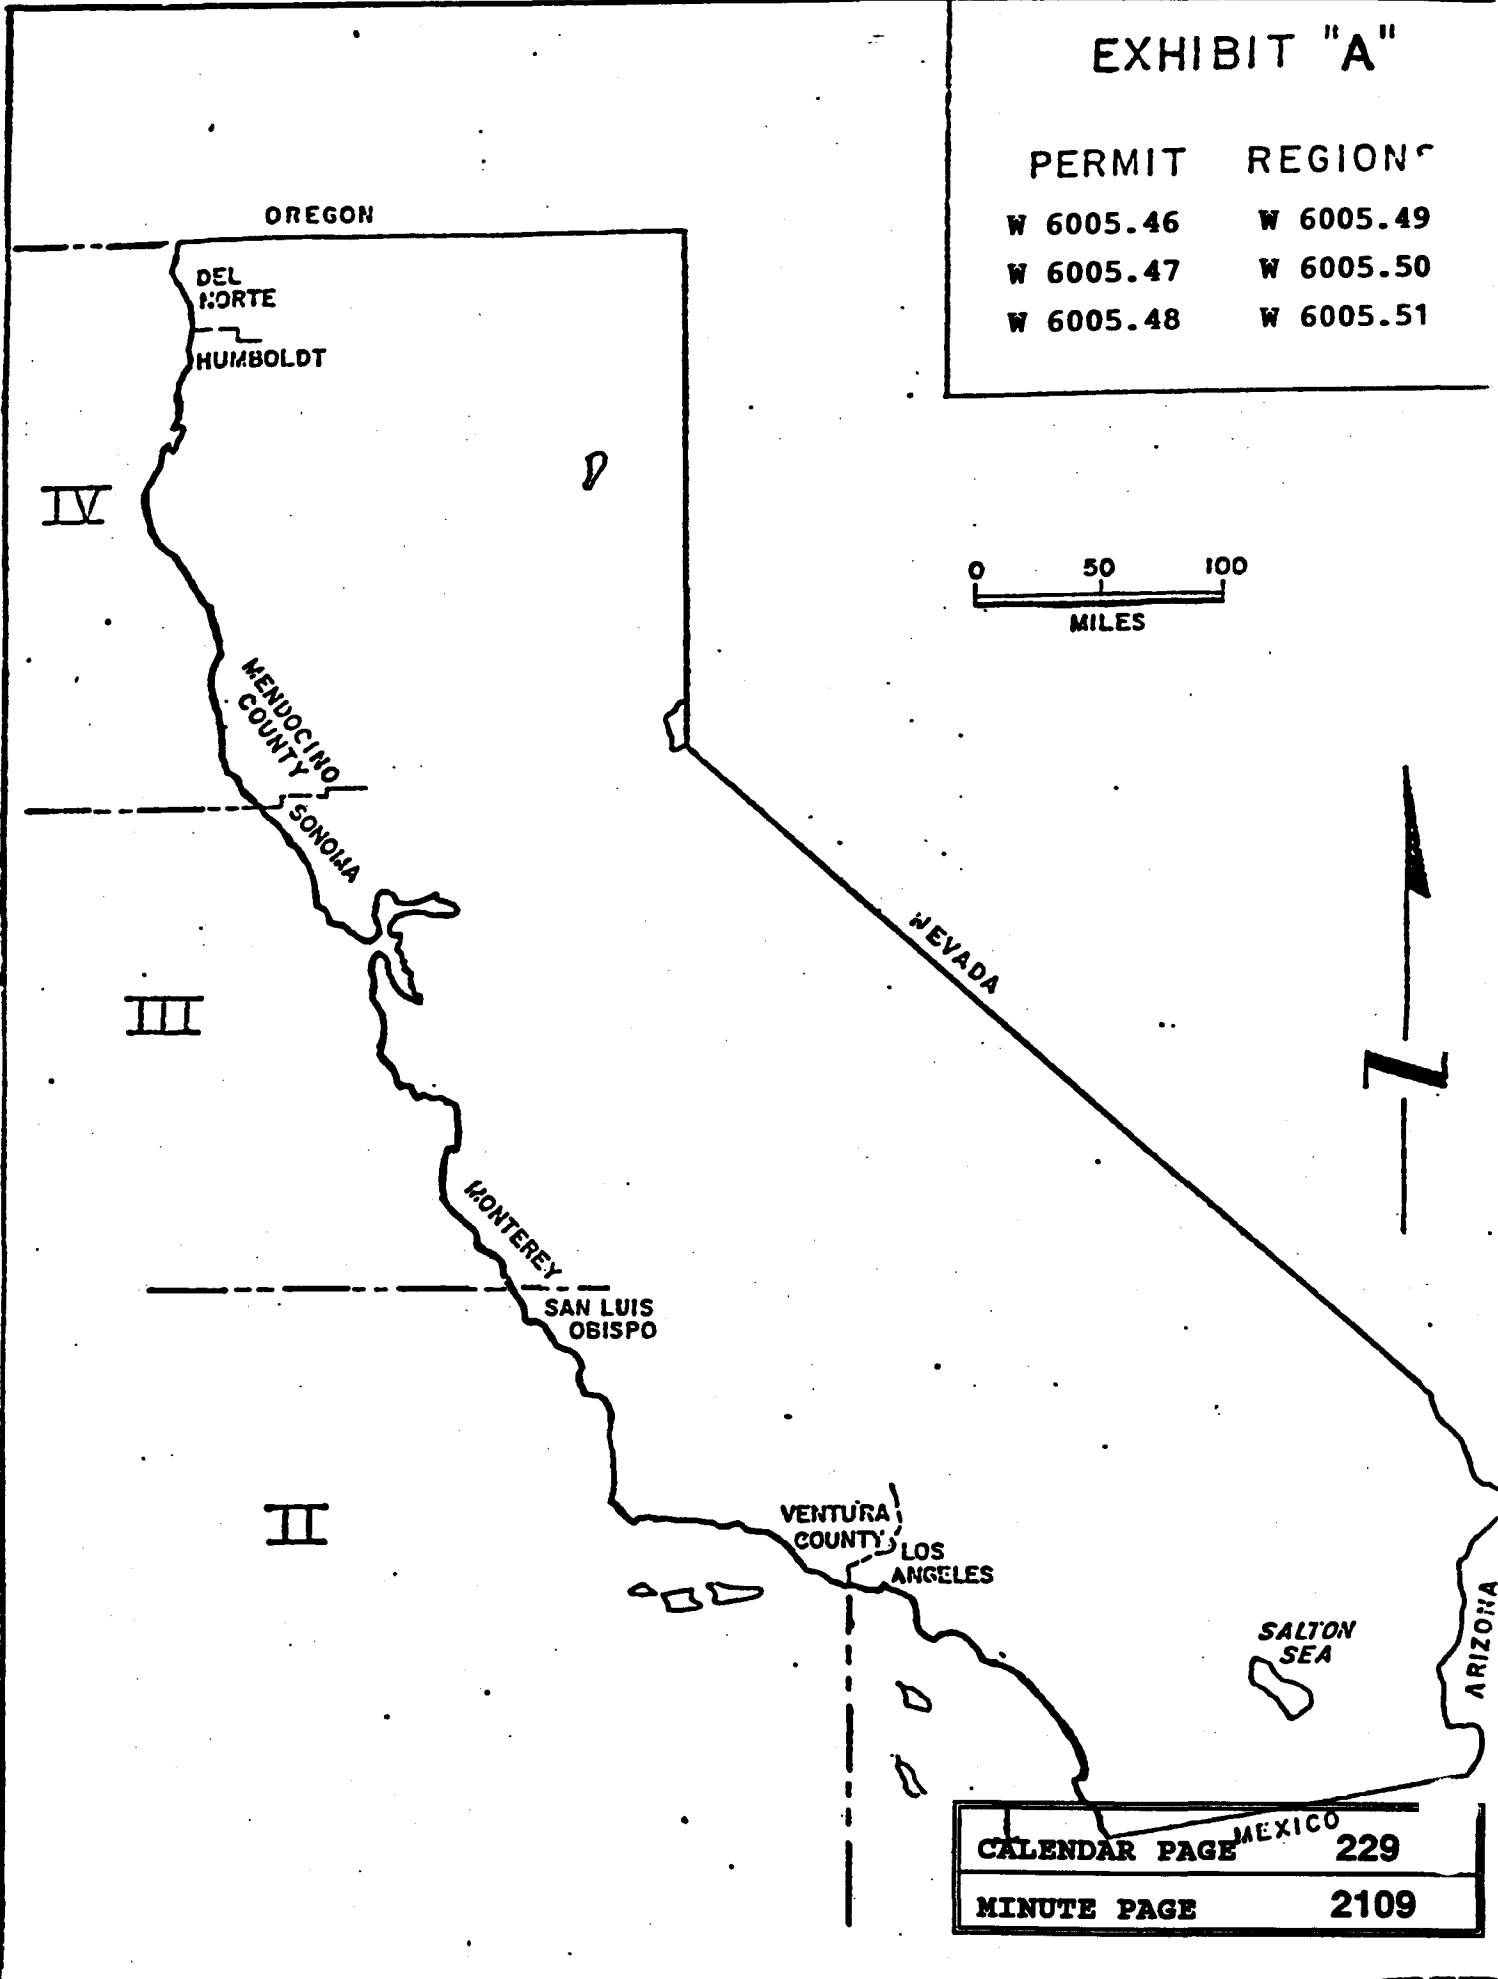 EXHIBIT "A"
PERMIT REGIONS
W 6005.46 W 6005.49
W 6005.47 W 6005.50
W 6005.48 W 6005.51
OREGON
DEL
NORTE
HUMBOLDT
IV
0 50 100
MILES
MENDOCINO
COUNTY
SONOMA
NEVADA
III
Z
MONTEREY
SAN LUIS
OBISPO
II
VENTURA
COUNTY
LOS
ANGELES
SALTON
SEA
ARIZONA
I
MEXICO
CALENDAR PAGE 229
MINUTE PAGE 2109